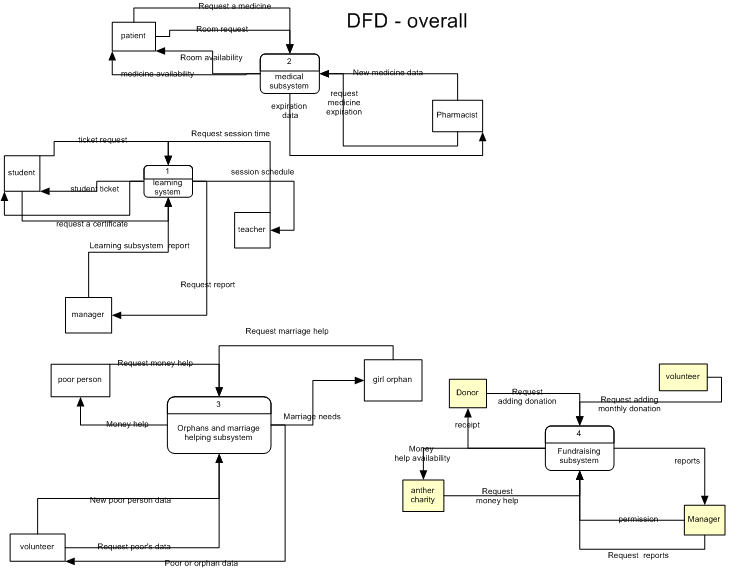 DFD - overall
Request a medicine
patient
Room request
Room availability
medicine availability
2
medical
subsystem
New medicine data
request
medicine
expiration
expiration
data
Pharmacist
ticket request
Request session time
student
1
learning
system
session schedule
student ticket
request a certificate
teacher
Learning subsystem report
Request report
manager
Request marriage help
poor person
Request money help
girl orphan
3
Orphans and marriage
helping subsystem
Money help
Marriage needs
New poor person data
volunteer
Request poor's data
Poor or orphan data
volunteer
Donor
Request
adding donation
Request adding
monthly donation
receipt
4
Fundraising
subsystem
Money
help availability
reports
anther
charity
Request
money help
permission
Manager
Request reports